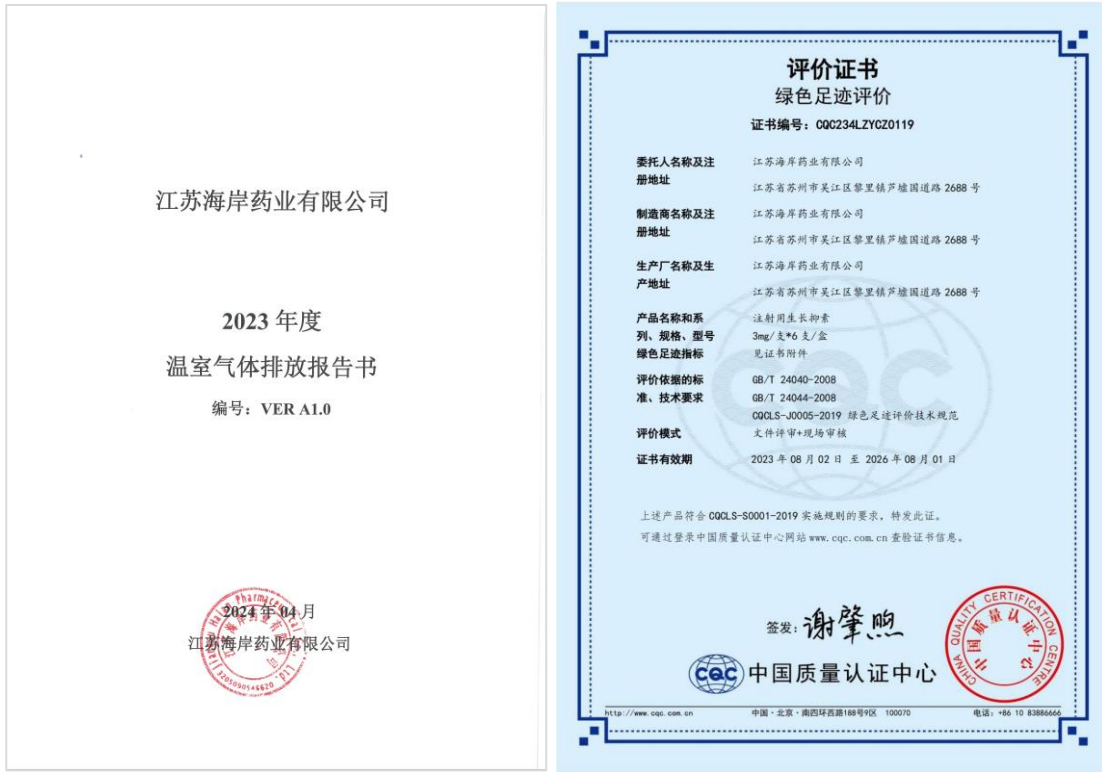 江苏海岸药业有限公司
2023 年度
温室气体排放报告书
编号：VER A1.0
2024 年 04 月
江苏海岸药业有限公司
评价证书
绿色足迹评价
证书编号：CQC234LZYCZ0119
委托人名称及注册地址
江苏海岸药业有限公司
江苏省苏州市吴江区黎里镇芦墟国道路 2688 号
制造商名称及注册地址
江苏海岸药业有限公司
江苏省苏州市吴江区黎里镇芦墟国道路 2688 号
生产厂名称及生产地址
江苏海岸药业有限公司
江苏省苏州市吴江区黎里镇芦墟国道路 2688 号
产品名称和系 注射用生长抑素
列、规格、型号 3mg/支*6 支/盒
绿色足迹指标 见证书附件
评价依据的标 GB/T 24040-2008
准、技术要求 GB/T 24044-2008
CQCLS-J0005-2019 绿色足迹评价技术规范
评价模式 文件评审+现场审核
证书有效期 2023 年 08 月 02 日 至 2026 年 08 月 01 日
上述产品符合 CQCLS-S0001-2019 实施规则的要求，特发此证。
可通过登录中国质量认证中心网站 www.cqc.com.cn 查验证书信息。
签发：谢肇煦
CQC 中国质量认证中心
CHINA QUALITY CERTIFICATION CENTRE
中国质量认证中心
http://www.cqc.com.cn 中国·北京·南四环西路188号9区 100070 电话：+86 10 83886666